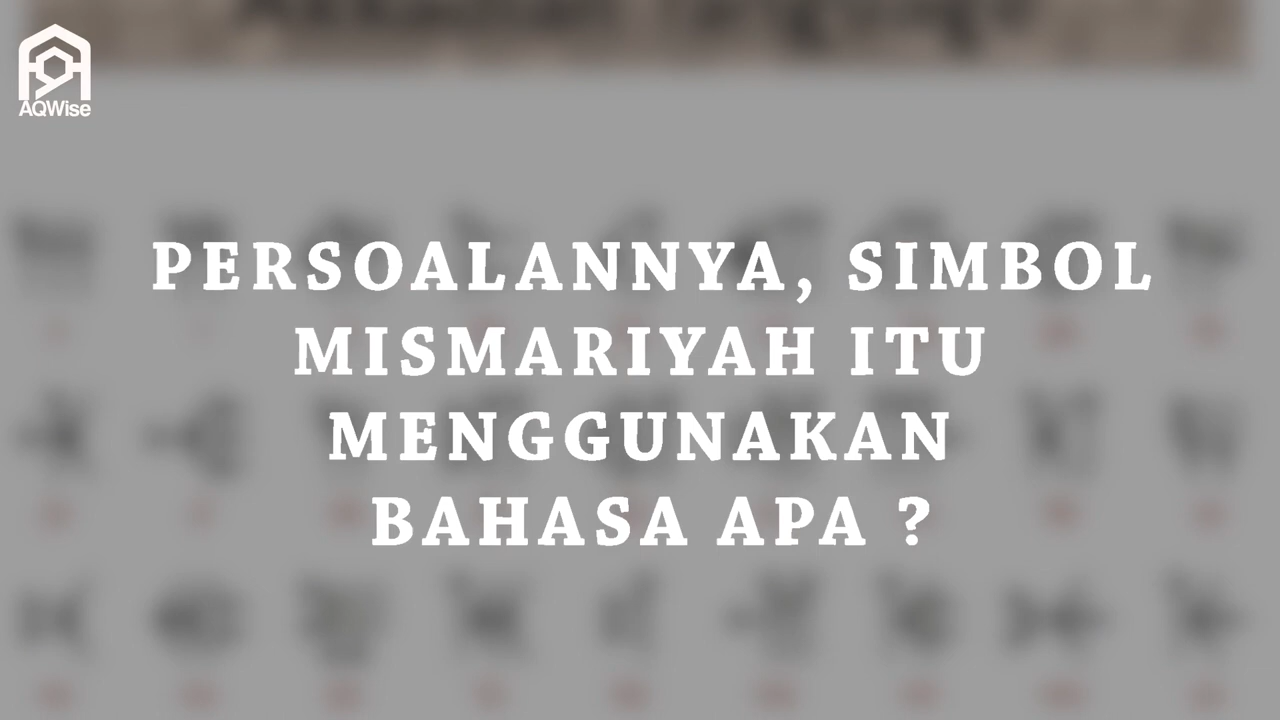 AQWise
PERSOALANNYA, SIMBOL
MISMARIYAH ITU
MENGGUNAKAN
BAHASA APA ?